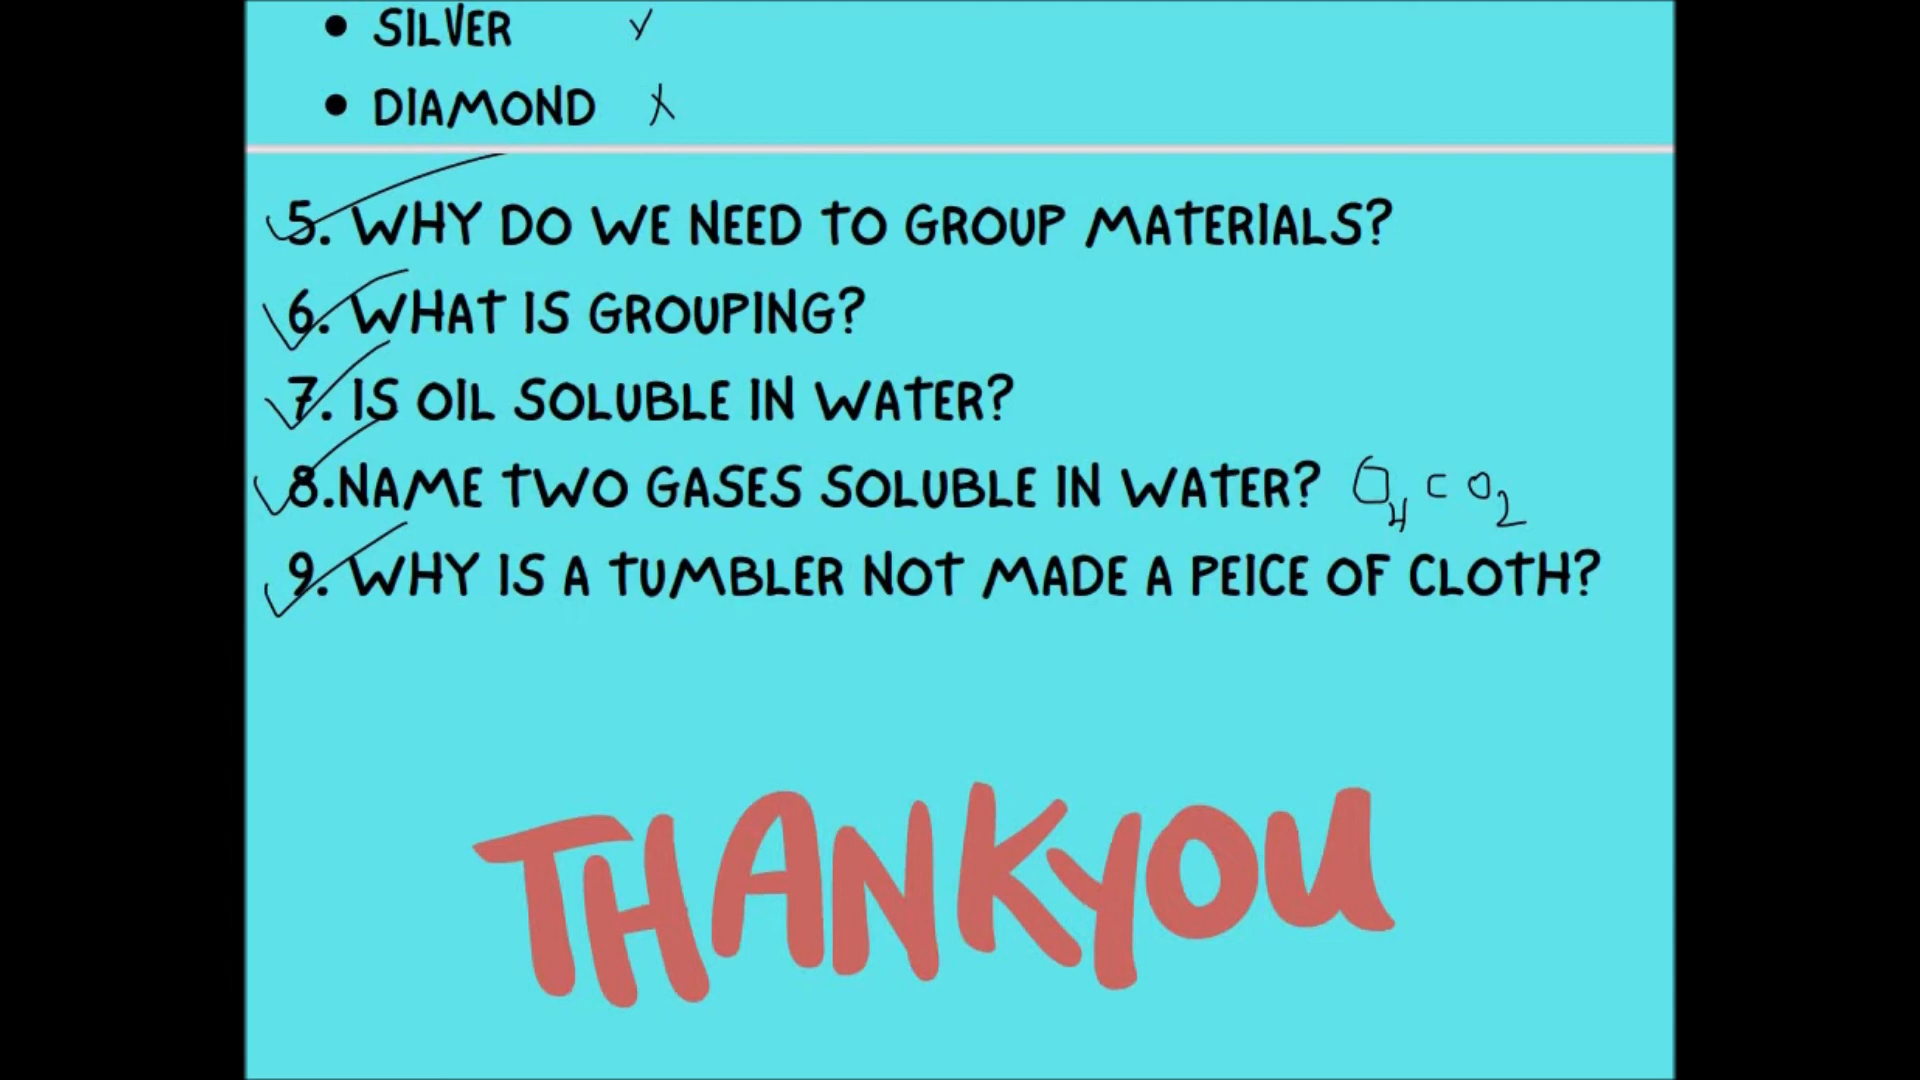 • SILVER
• DIAMOND X
5. WHY DO WE NEED TO GROUP MATERIALS?
6. WHAT IS GROUPING?
7. IS OIL SOLUBLE IN WATER?
8.NAME TWO GASES SOLUBLE IN WATER? CO2
9. WHY IS A TUMBLER NOT MADE A PEICE OF CLOTH?
THANKYOU